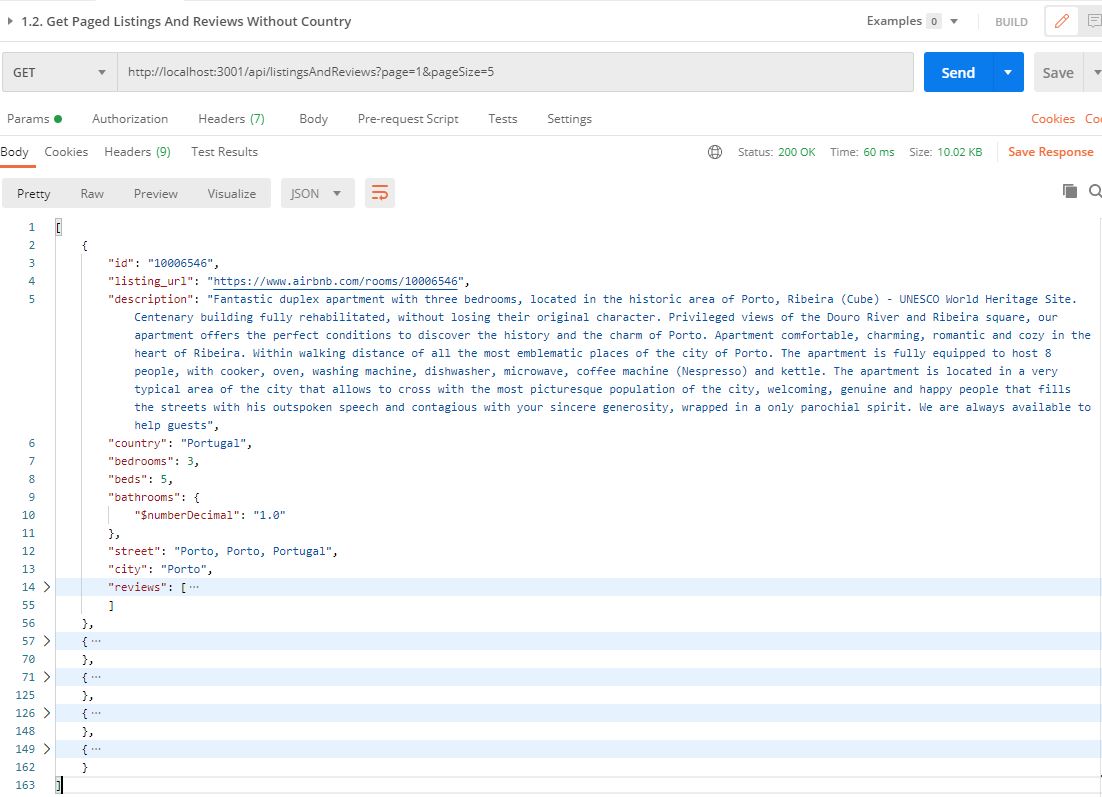 1.2. Get Paged Listings And Reviews Without Country Examples 0 BUILD
GET http://localhost:3001/api/listingsAndReviews?page=1&pageSize=5 Send Save
Params Authorization Headers (7) Body Pre-request Script Tests Settings Cookies
Body Cookies Headers (9) Test Results Status: 200 OK Time: 60 ms Size: 10.02 KB Save Response
Pretty Raw Preview Visualize JSON
1 [
2 {
3 "id": "10006546",
4 "listing_url": "https://www.airbnb.com/rooms/10006546",
5 "description": "Fantastic duplex apartment with three bedrooms, located in the historic area of Porto, Ribeira (Cube) - UNESCO World Heritage Site.
Centenary building fully rehabilitated, without losing their original character. Privileged views of the Douro River and Ribeira square, our
apartment offers the perfect conditions to discover the history and the charm of Porto. Apartment comfortable, charming, romantic and cozy in the
heart of Ribeira. Within walking distance of all the most emblematic places of the city of Porto. The apartment is fully equipped to host 8
people, with cooker, oven, washing machine, dishwasher, microwave, coffee machine (Nespresso) and kettle. The apartment is located in a very
typical area of the city that allows to cross with the most picturesque population of the city, welcoming, genuine and happy people that fills
the streets with his outspoken speech and contagious with your sincere generosity, wrapped in a only parochial spirit. We are always available to
help guests",
6 "country": "Portugal",
7 "bedrooms": 3,
8 "beds": 5,
9 "bathrooms": {
10 "$numberDecimal": "1.0"
11 },
12 "street": "Porto, Porto, Portugal",
13 "city": "Porto",
14 "reviews": [ ⋯
55 ]
56 },
57 { ⋯
70 },
71 { ⋯
125 },
126 { ⋯
148 },
149 { ⋯
162 }
163 ]